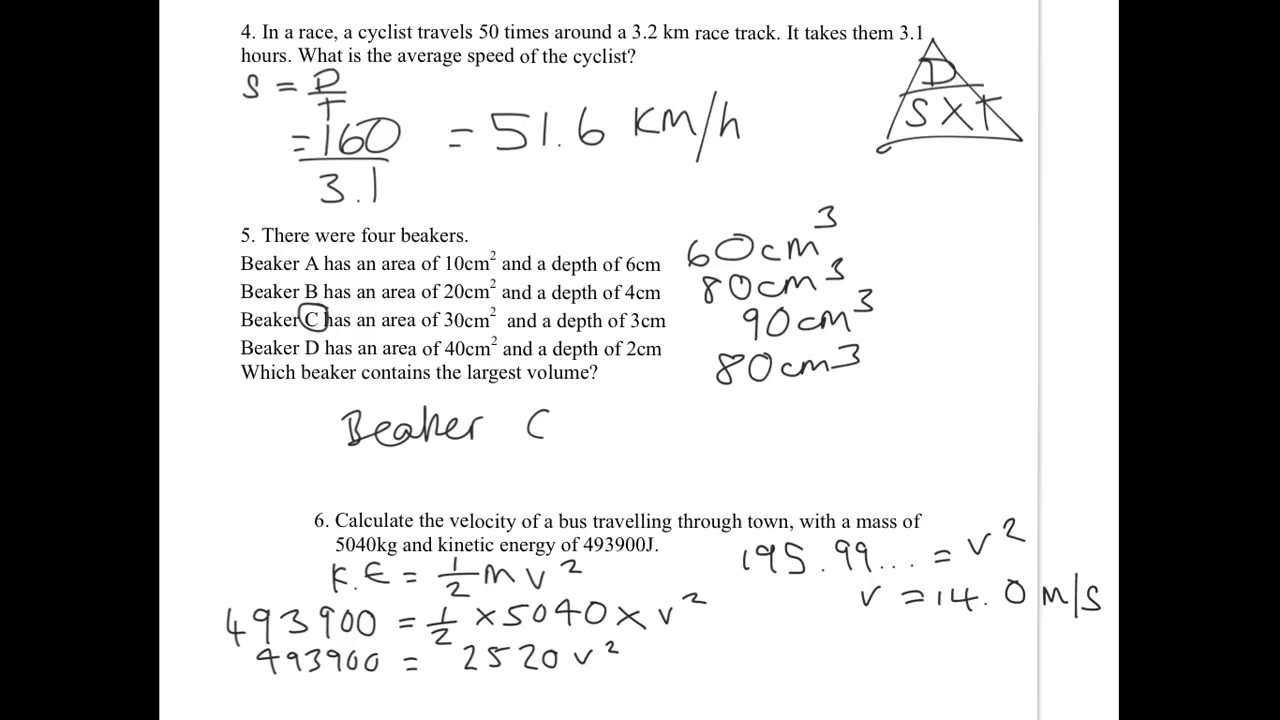 4. In a race, a cyclist travels 50 times around a 3.2 km race track. It takes them 3.1
hours. What is the average speed of the cyclist?
S = D/T
= 160/3.1 = 51.6 km/h
D
S X T
5. There were four beakers.
Beaker A has an area of 10cm² and a depth of 6cm 60cm³
Beaker B has an area of 20cm² and a depth of 4cm 80cm³
Beaker C has an area of 30cm² and a depth of 3cm 90cm³
Beaker D has an area of 40cm² and a depth of 2cm 80cm3
Which beaker contains the largest volume?
Beaker C
6. Calculate the velocity of a bus travelling through town, with a mass of
5040kg and kinetic energy of 493900J.
K.E = 1/2 m v²
493900 = 1/2 × 5040 × v²
493900 = 2520 v²
195.99... = v²
v = 14.0 m/s